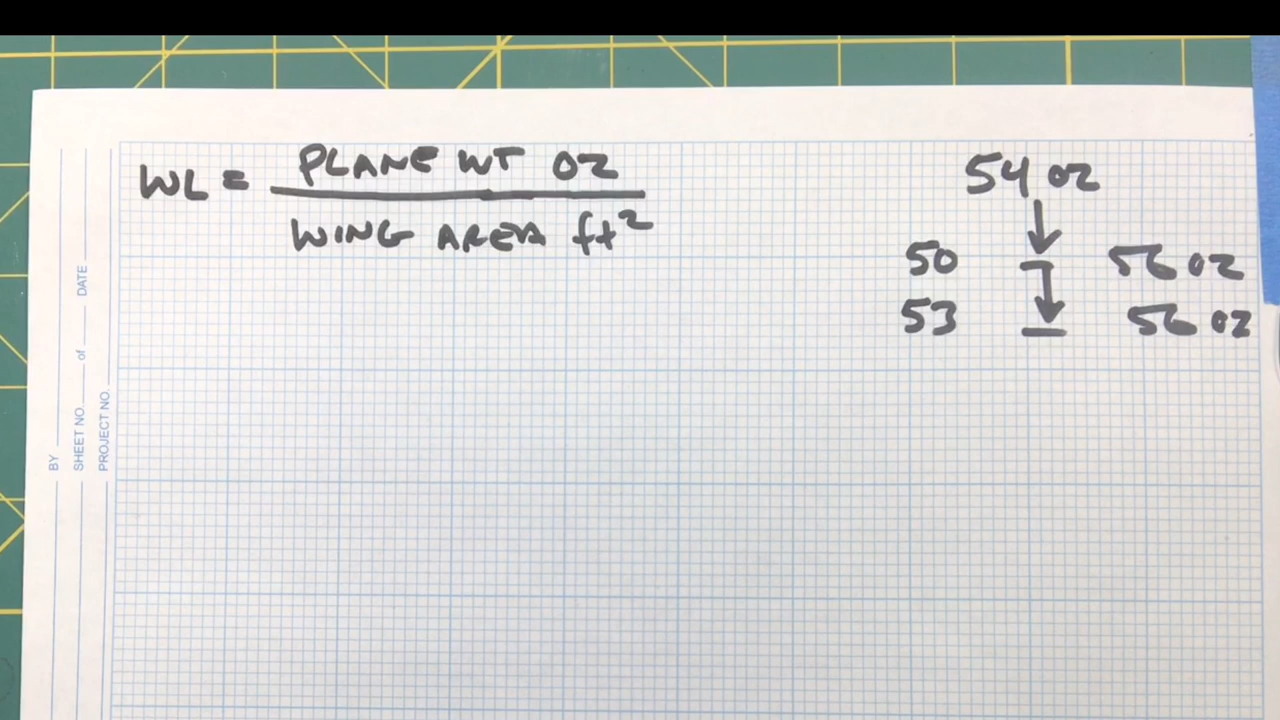 WL = PLANE WT OZ
WING AREA ft²
54 OZ
50 56 OZ
53 56 OZ
BY
SHEET NO. of DATE
PROJECT NO.